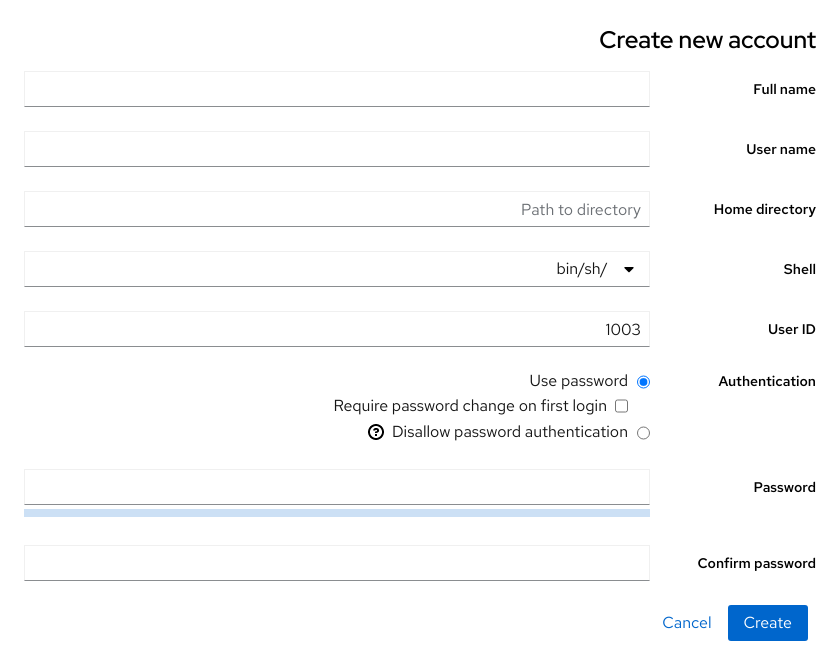 Create new account
Full name
User name
Home directory
Path to directory
Shell
bin/sh/
User ID
1003
Authentication
Use password
Require password change on first login
Disallow password authentication
Password
Confirm password
Cancel
Create